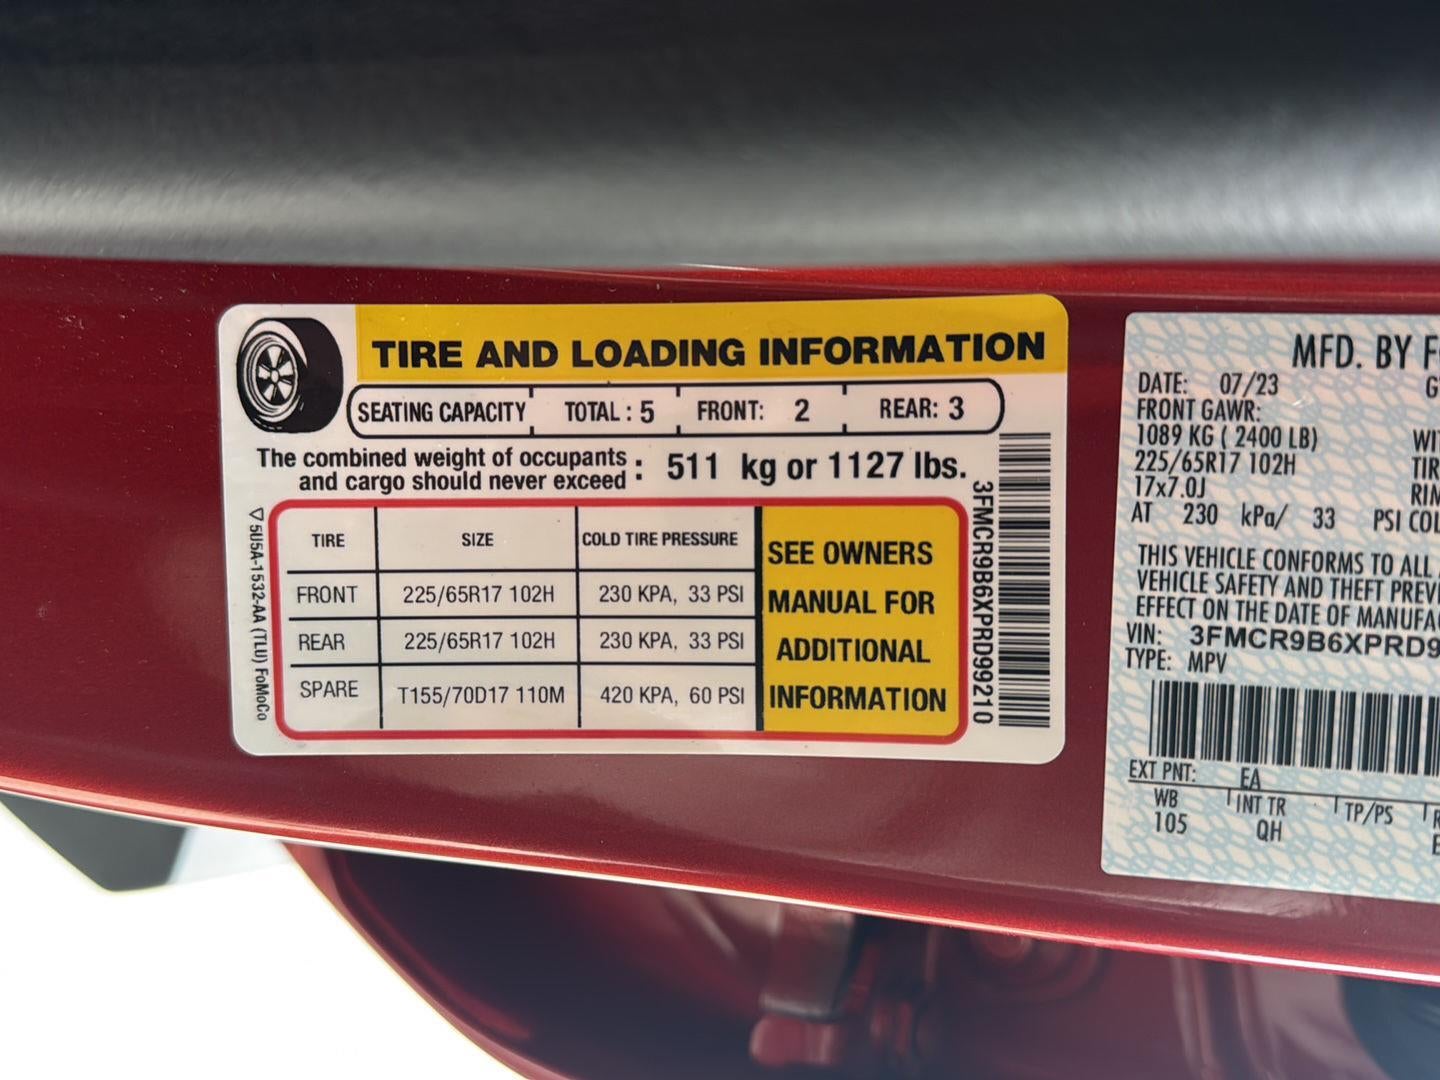 TIRE AND LOADING INFORMATION
SEATING CAPACITY TOTAL : 5 FRONT: 2 REAR: 3
The combined weight of occupants
and cargo should never exceed : 511 kg or 1127 lbs.
TIRE SIZE COLD TIRE PRESSURE
FRONT 225/65R17 102H 230 KPA, 33 PSI
REAR 225/65R17 102H 230 KPA, 33 PSI
SPARE T155/70D17 110M 420 KPA, 60 PSI
SEE OWNERS
MANUAL FOR
ADDITIONAL
INFORMATION
5U5A-1532-AA (TLU) FoMoCo
3FMCR9B6XPRD99210
MFD. BY F
DATE: 07/23 G
FRONT GAWR:
1089 KG ( 2400 LB) WI
225/65R17 102H TIR
17x7.0J RIM
AT 230 kPa/ 33 PSI COL
THIS VEHICLE CONFORMS TO ALL
VEHICLE SAFETY AND THEFT PREV
EFFECT ON THE DATE OF MANUFA
VIN: 3FMCR9B6XPRD9
TYPE: MPV
EXT PNT: EA
WB INT TR TP/PS R
105 QH